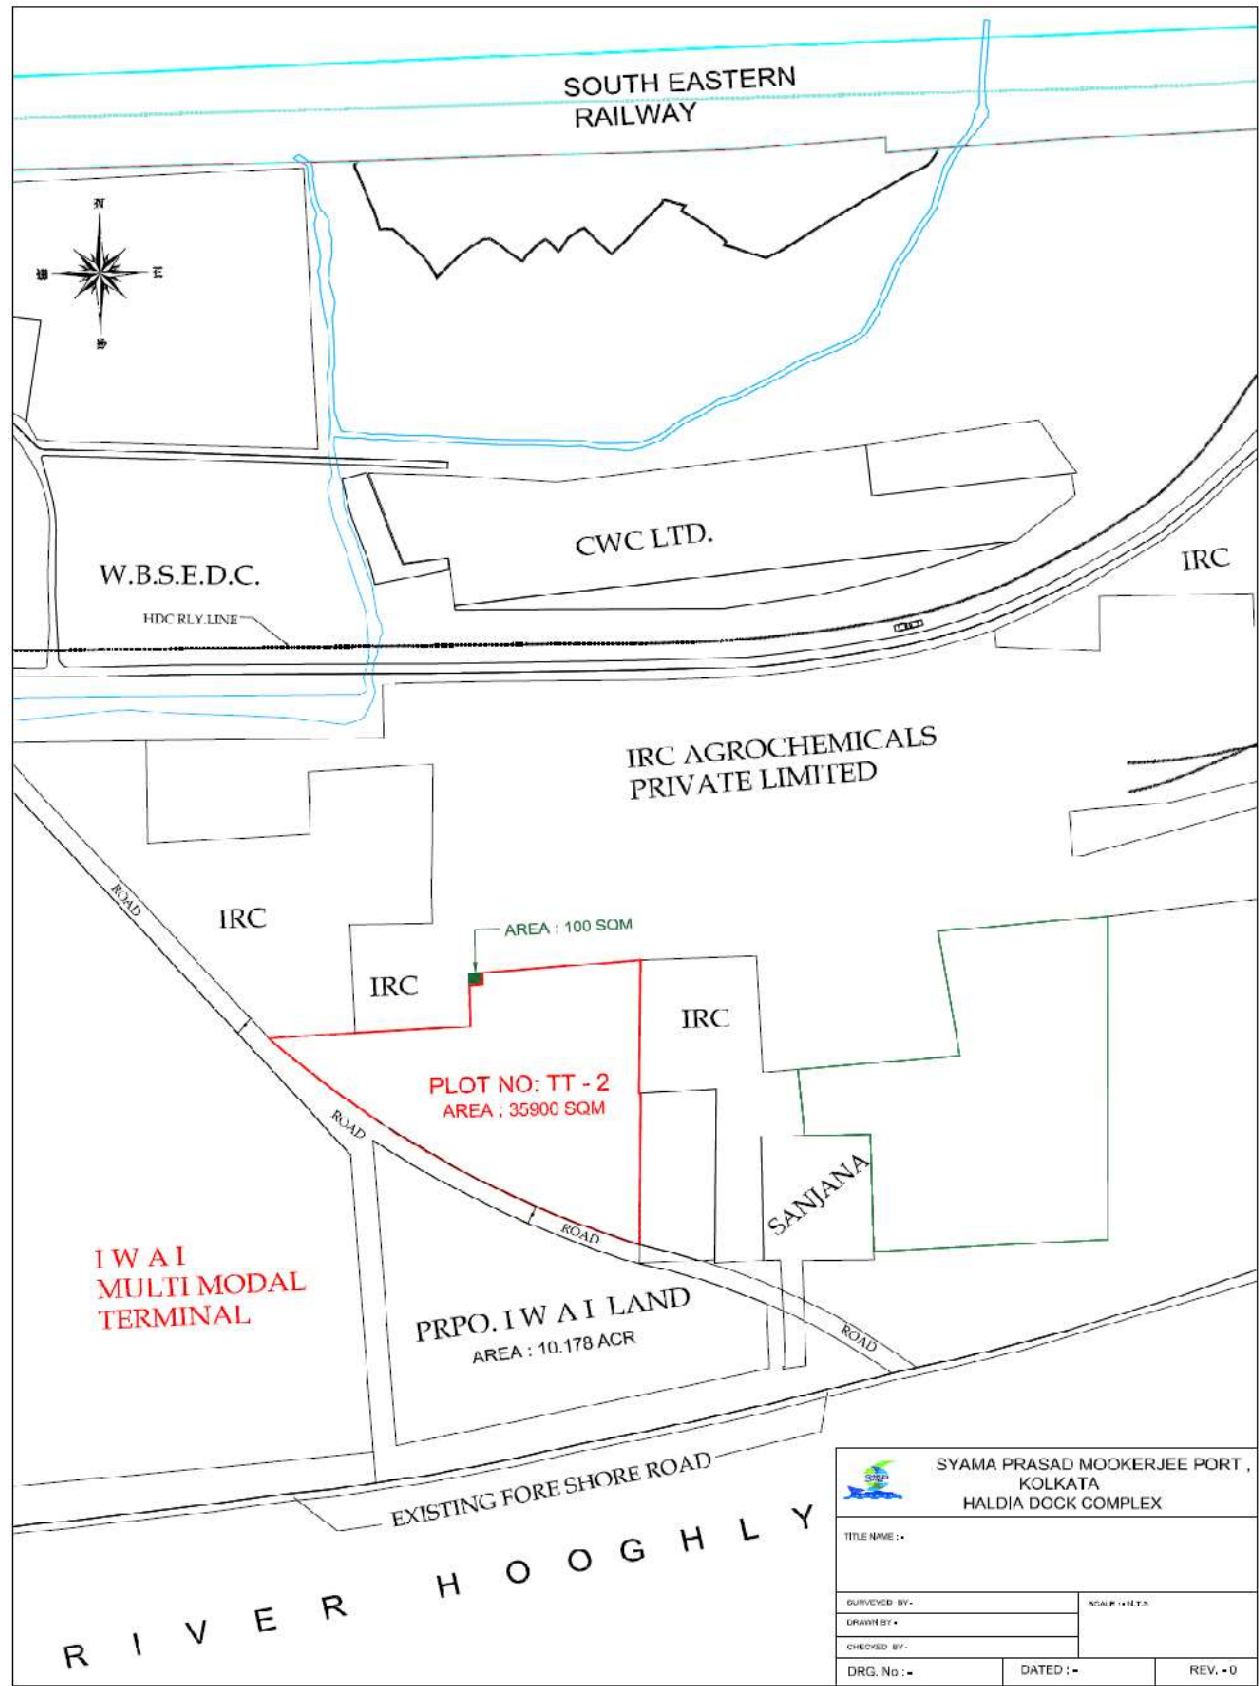 SOUTH EASTERN
RAILWAY
N
S
CWC LTD.
IRC
W.B.S.E.D.C.
HDC RLY.LINE
IRC AGROCHEMICALS
PRIVATE LIMITED
ROAD
IRC
AREA : 100 SQM
IRC
IRC
PLOT NO: TT - 2
AREA : 35900 SQM
ROAD
SANJANA
ROAD
I W A I
MULTI MODAL
TERMINAL
PRPO. I W A I LAND
AREA : 10.178 ACR
ROAD
EXISTING FORE SHORE ROAD
RIVER HOOGHLY
SYAMA PRASAD MOOKERJEE PORT,
KOLKATA
HALDIA DOCK COMPLEX
TITLE NAME :-
SURVEYED BY-
SCALE :-N.T.S
DRAWN BY-
CHECKED BY-
DRG. No :-
DATED :-
REV. - 0